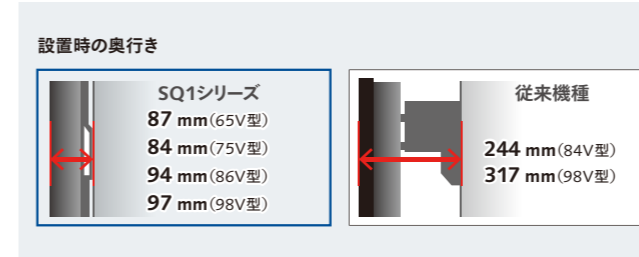 設置時の奥行き
SQ1シリーズ
87 mm(65V型)
84 mm(75V型)
94 mm(86V型)
97 mm(98V型)
従来機種
244 mm(84V型)
317 mm(98V型)